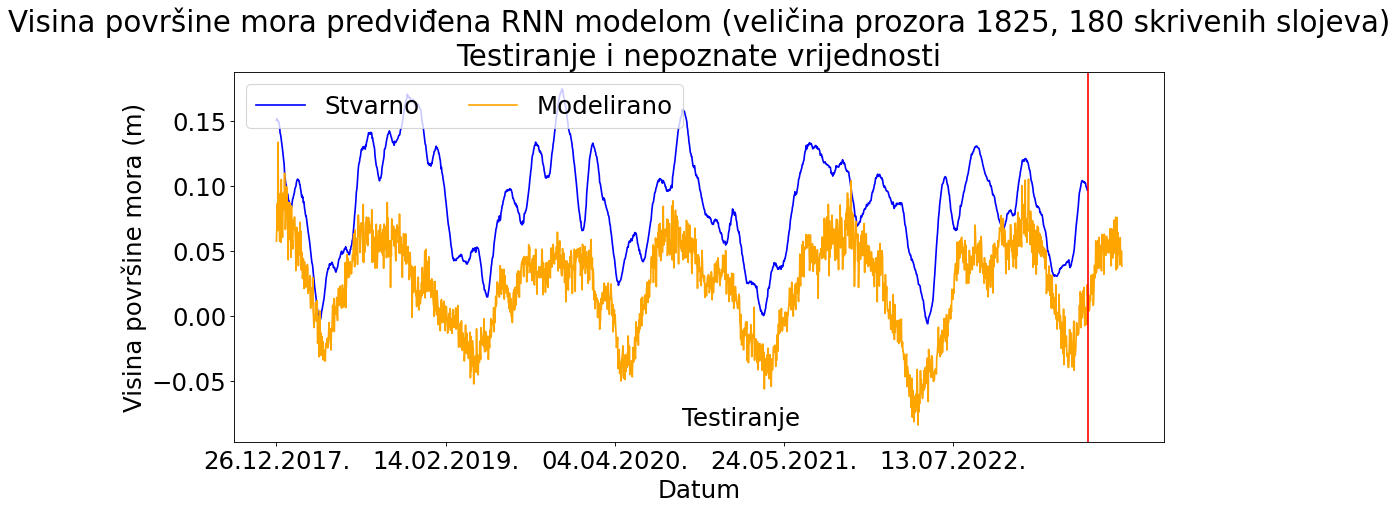 Visina površine mora predviđena RNN modelom (veličina prozora 1825, 180 skrivenih slojeva)
Testiranje i nepoznate vrijednosti
Stvarno Modelirano
Visina površine mora (m)
0.15
0.10
0.05
0.00
−0.05
Testiranje
26.12.2017. 14.02.2019. 04.04.2020. 24.05.2021. 13.07.2022.
Datum